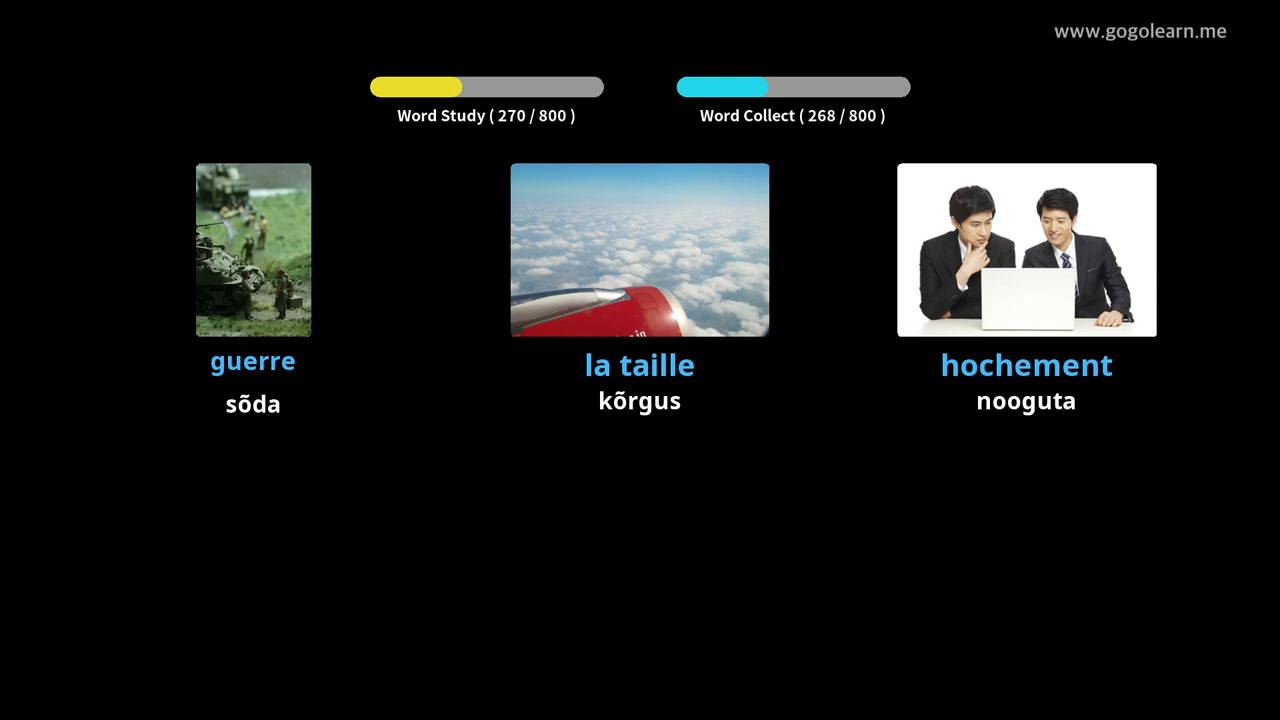 www.gogolearn.me
Word Study ( 270 / 800 )
Word Collect ( 268 / 800 )
guerre
la taille
hochement
sõda
kõrgus
nooguta